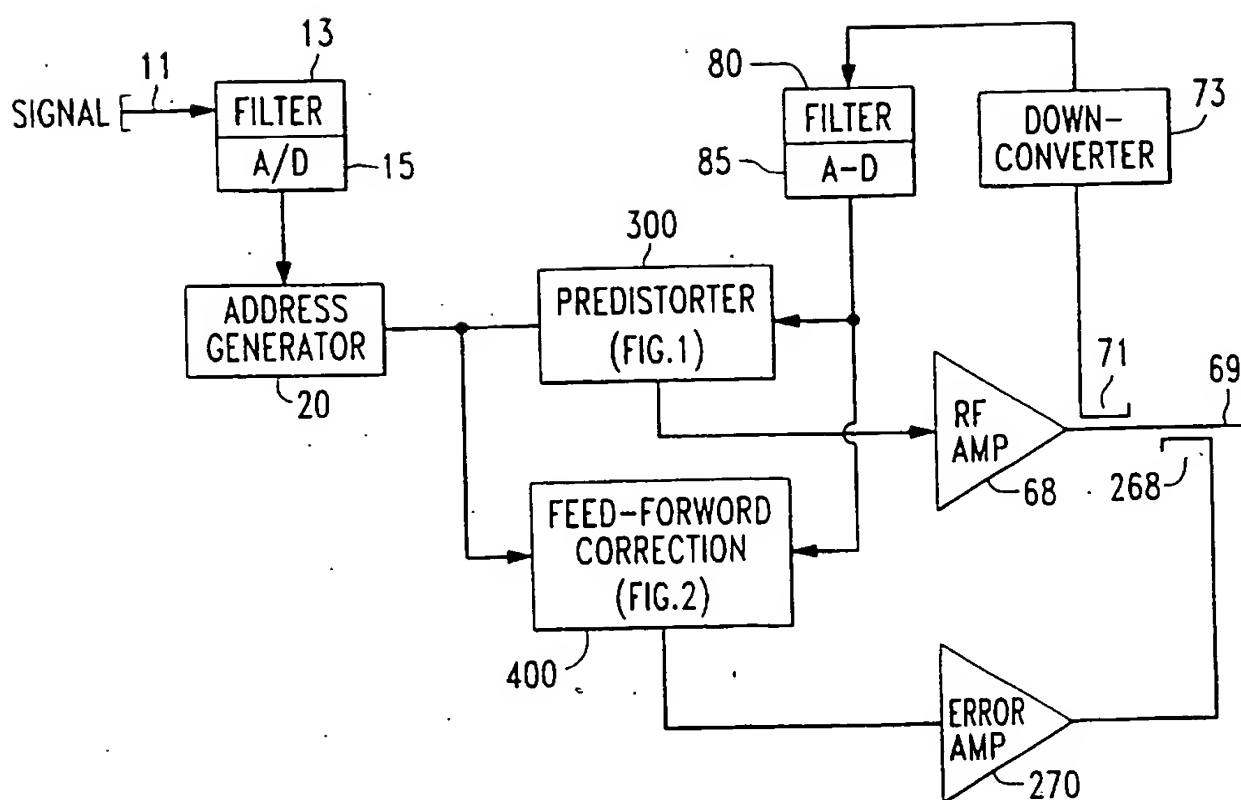 13
11
SIGNAL
FILTER
A/D
15
80
FILTER
85
A-D
DOWN-
CONVERTER
73
300
PREDISTORTER
(FIG.1)
ADDRESS
GENERATOR
20
71
69
RF
AMP
68
268
FEED-FORWORD
CORRECTION
(FIG.2)
400
ERROR
AMP
270